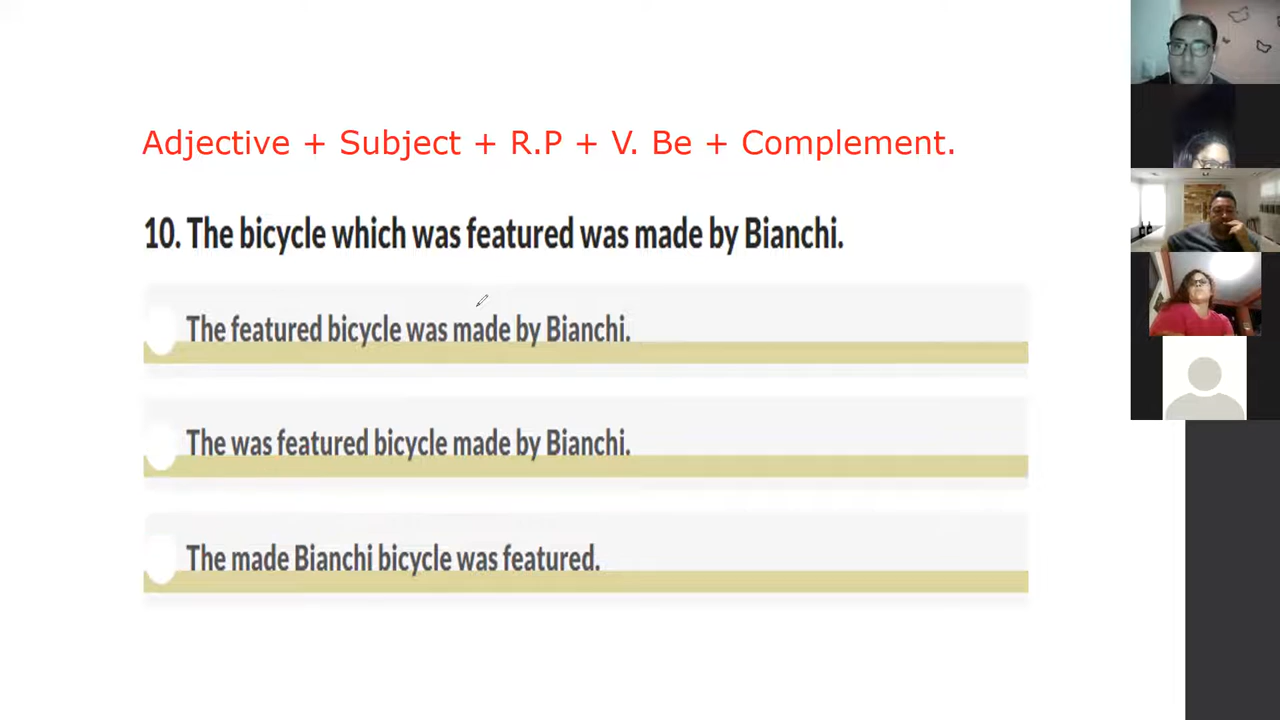 Adjective + Subject + R.P + V. Be + Complement.
10. The bicycle which was featured was made by Bianchi.
The featured bicycle was made by Bianchi.
The was featured bicycle made by Bianchi.
The made Bianchi bicycle was featured.